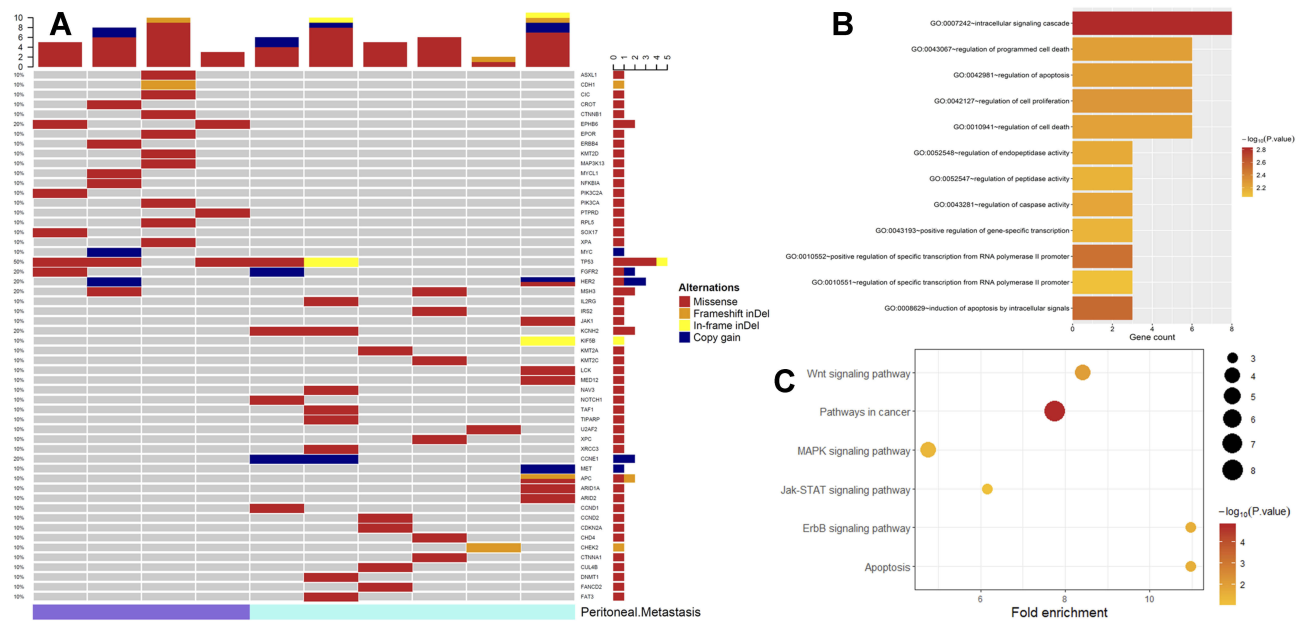 A
10
8
6
4
2
0
0 1 2 3 4 5
10% ASXL1
10% CDH1
10% CIC
10% CROT
10% CTNNB1
20% EPHB6
10% EPOR
10% ERBB4
10% KMT2D
10% MAP3K13
10% MYCL1
10% NFKBIA
10% PIK3C2A
10% PIK3CA
10% PTPRD
10% RPL5
10% SOX17
10% XPA
10% MYC
50% TP53
20% FGFR2
20% HER2
20% MSH3
10% IL2RG
10% IRS2
10% JAK1
20% KCNH2
10% KIF5B
10% KMT2A
10% KMT2C
10% LCK
10% MED12
10% NAV3
10% NOTCH1
10% TAF1
10% TIPARP
10% U2AF2
10% XPC
10% XRCC3
20% CCNE1
10% MET
10% APC
10% ARID1A
10% ARID2
10% CCND1
10% CCND2
10% CDKN2A
10% CHD4
10% CHEK2
10% CTNNA1
10% CUL4B
10% DNMT1
10% FANCD2
10% FAT3
Peritoneal.Metastasis
Alternations
Missense
Frameshift inDel
In-frame inDel
Copy gain
B
GO:0007242~intracellular signaling cascade
GO:0043067~regulation of programmed cell death
GO:0042981~regulation of apoptosis
GO:0042127~regulation of cell proliferation
GO:0010941~regulation of cell death
GO:0052548~regulation of endopeptidase activity
GO:0052547~regulation of peptidase activity
GO:0043281~regulation of caspase activity
GO:0043193~positive regulation of gene-specific transcription
GO:0010552~positive regulation of specific transcription from RNA polymerase II promoter
GO:0010551~regulation of specific transcription from RNA polymerase II promoter
GO:0008629~induction of apoptosis by intracellular signals
0 2 4 6 8
Gene count
−log10(P.value)
2.8
2.6
2.4
2.2
C
Wnt signaling pathway
Pathways in cancer
MAPK signaling pathway
Jak-STAT signaling pathway
ErbB signaling pathway
Apoptosis
6 8 10
Fold enrichment
3
4
5
6
7
8
−log10(P.value)
4
3
2